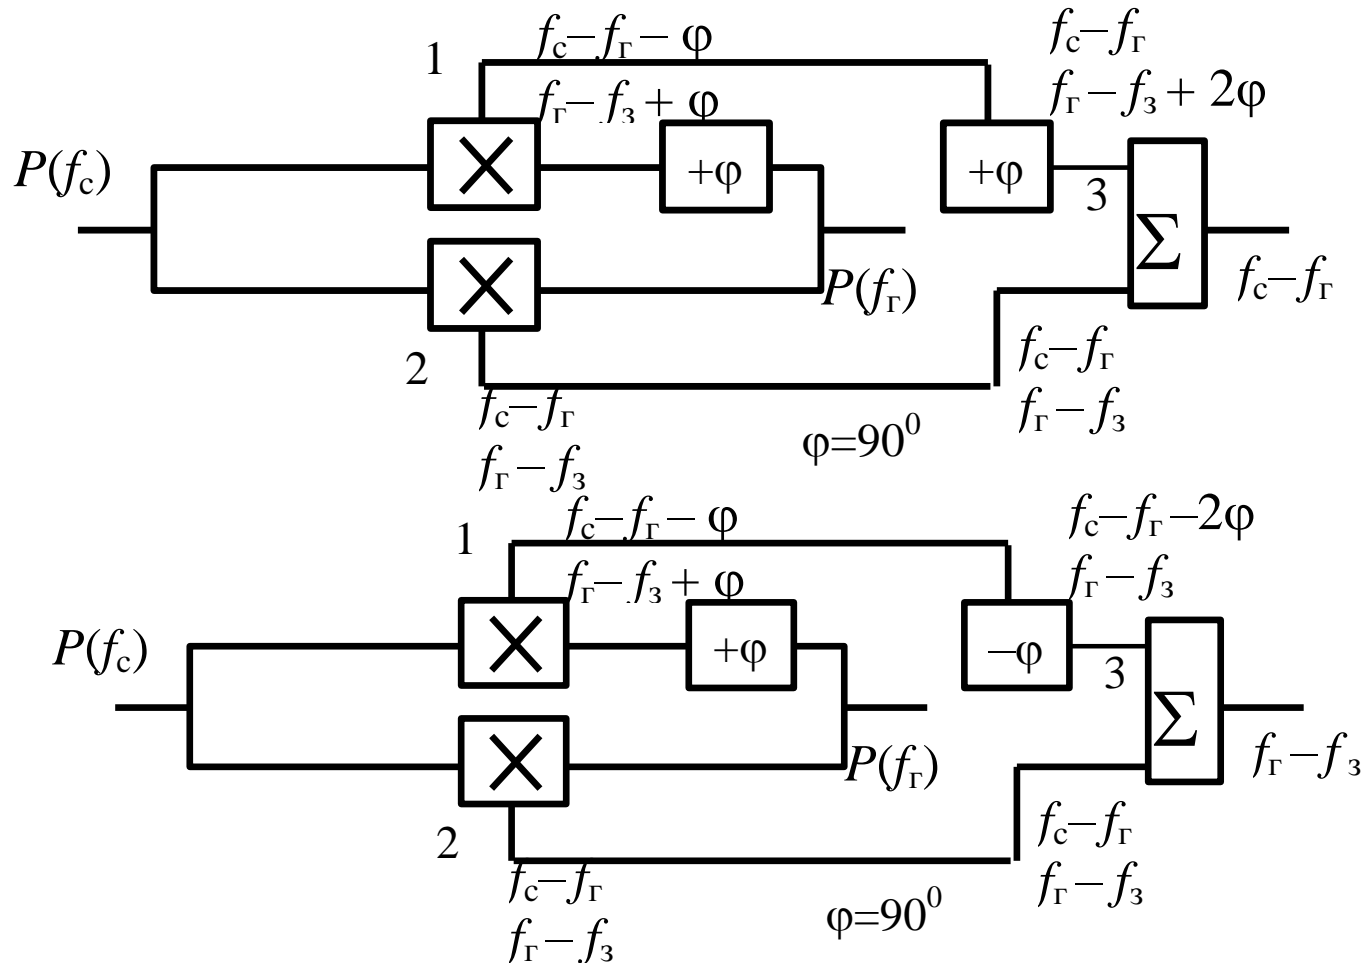 1
f_c–f_г–φ
f_г–f_з+φ
f_c–f_г
f_г–f_з+2φ
P(f_c)
+φ
+φ
3
Σ
f_c–f_г
P(f_г)
2
f_c–f_г
f_г–f_з
f_c–f_г
f_г–f_з
φ=90⁰
1
f_c–f_г–φ
f_г–f_з+φ
f_c–f_г–2φ
f_г–f_з
P(f_c)
+φ
–φ
3
Σ
f_г–f_з
P(f_г)
2
f_c–f_г
f_г–f_з
f_c–f_г
f_г–f_з
φ=90⁰